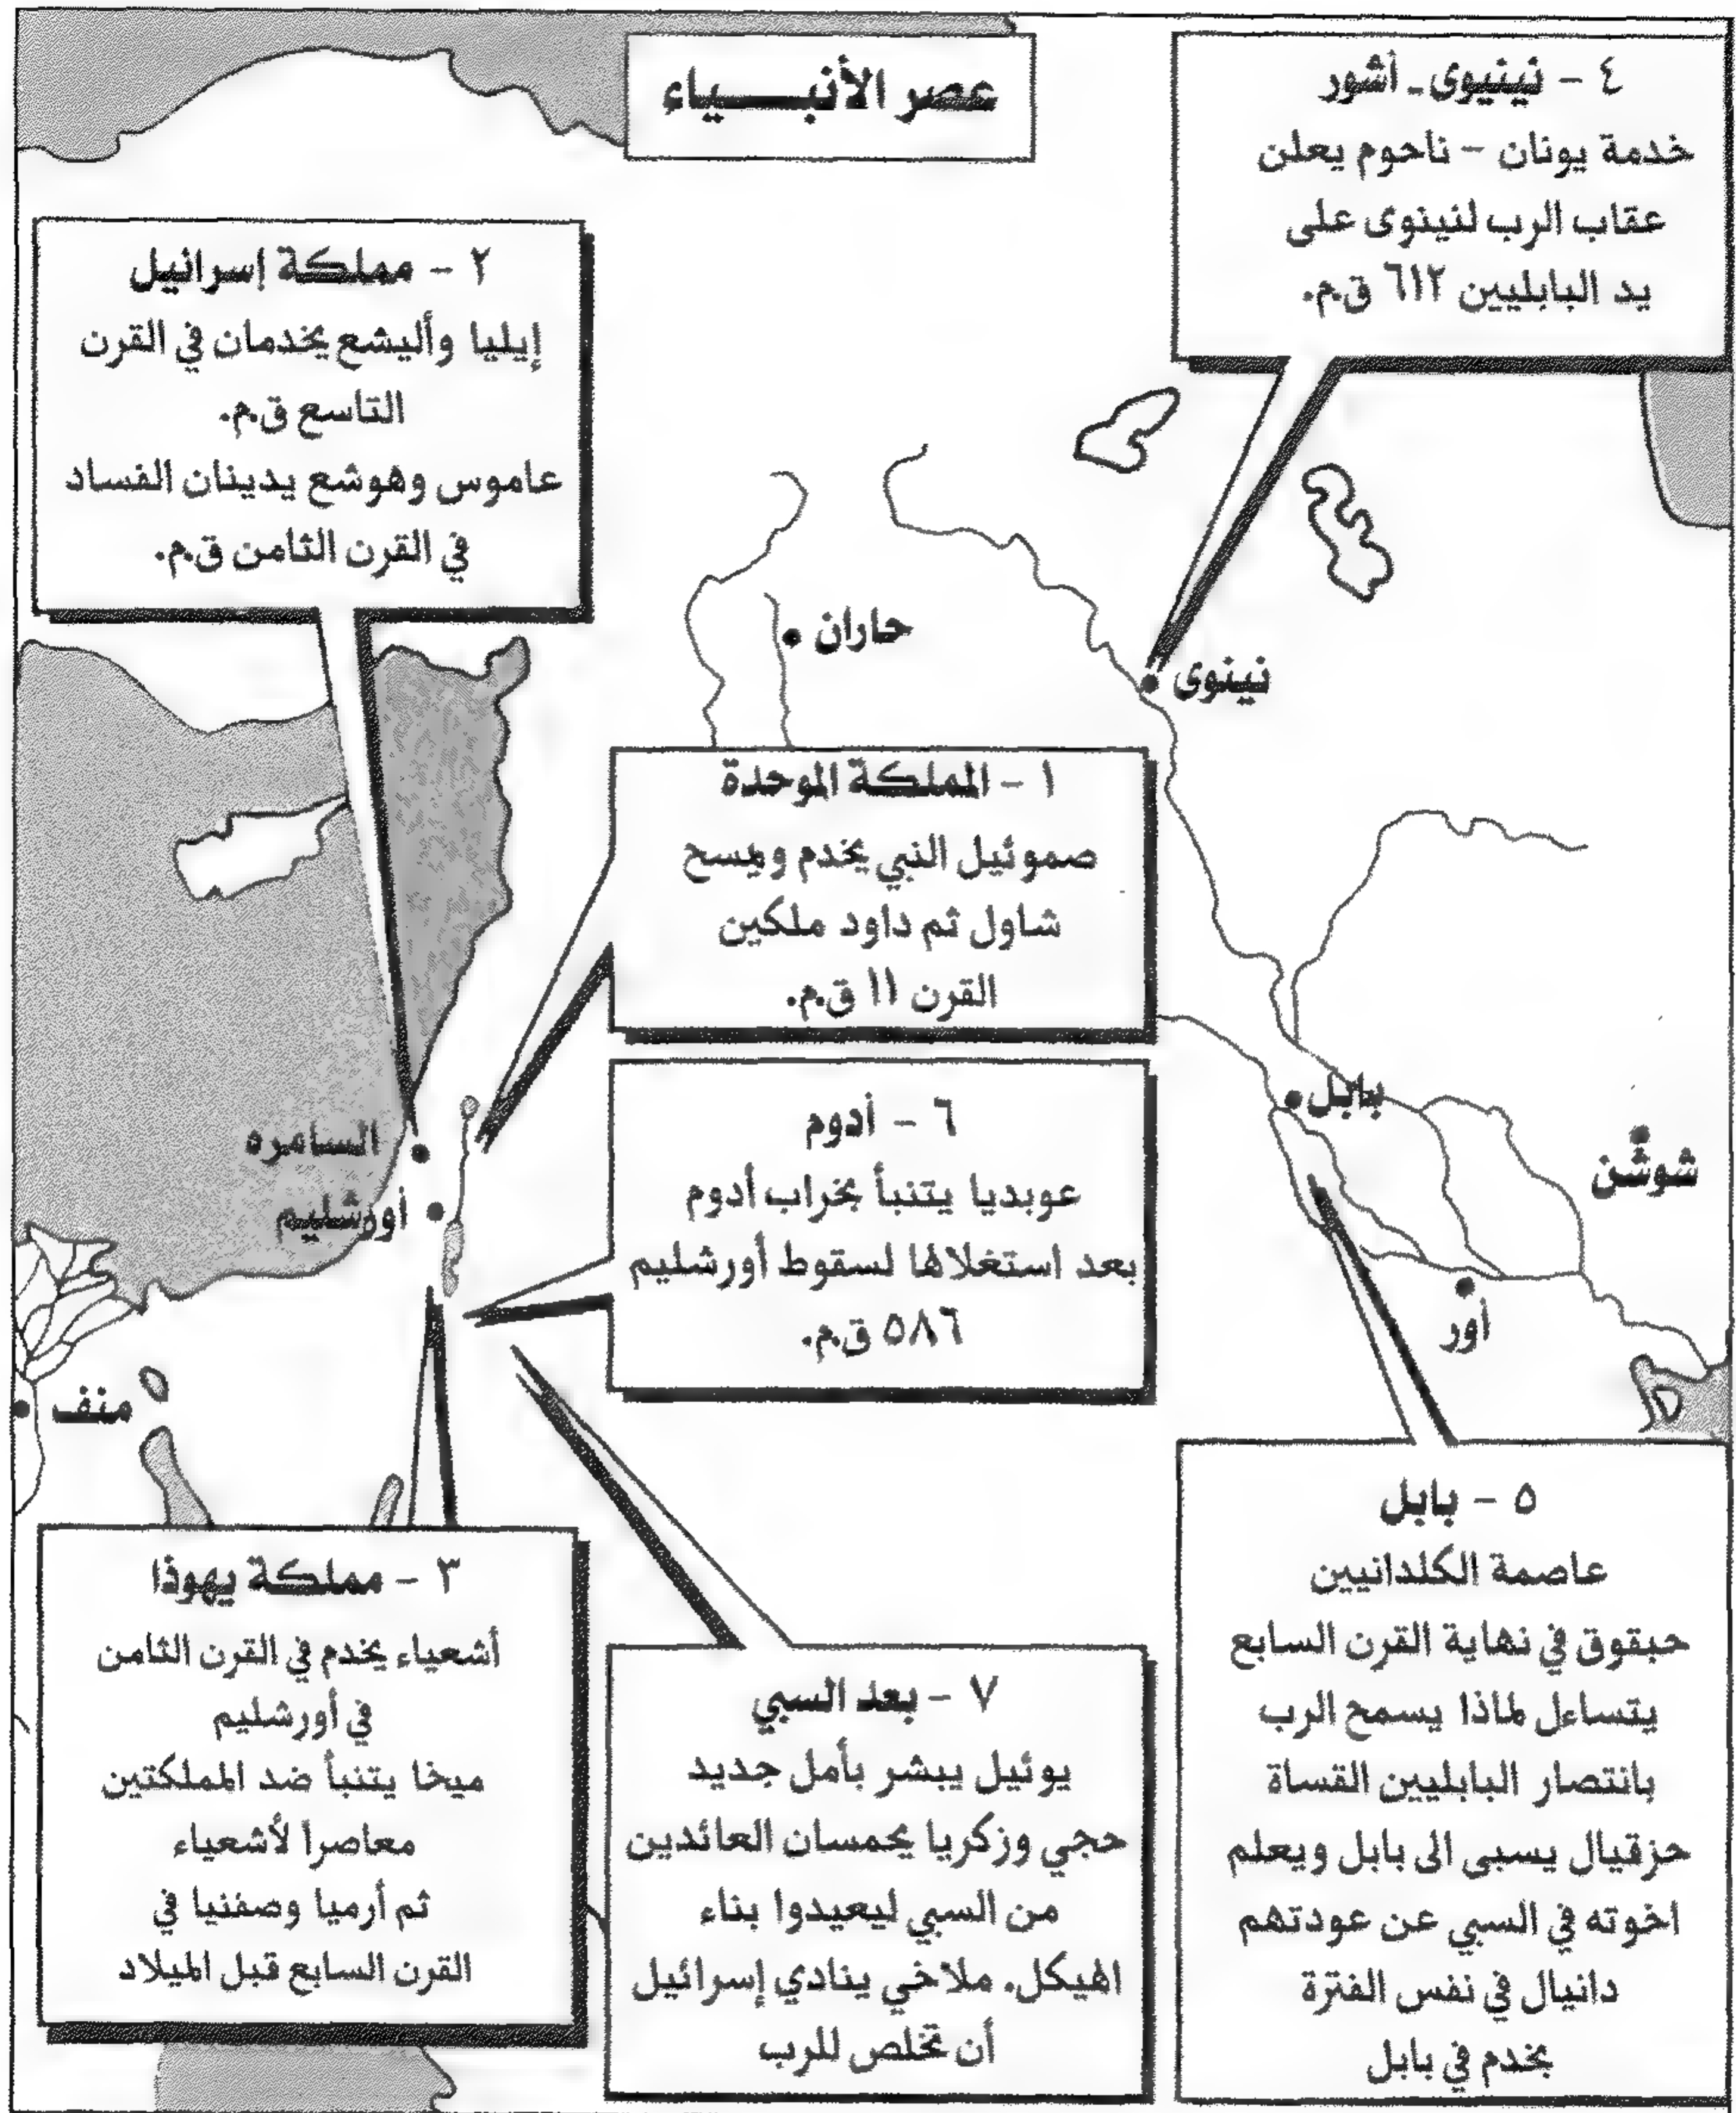 عصر الأنبـــــياء
٤ - نينيوى ـ أشور
خدمة يونان - ناحوم يعلن
عقاب الرب لنينوى على
يد البابليين ٦١٢ ق.م.
٢ - مملكة إسرائيل
إيليا وأليشع يخدمان في القرن
التاسع ق.م.
عاموس وهوشع يدينان الفساد
في القرن الثامن ق.م.
حاران
نينوى
١ - المملكة الموحدة
صموئيل النبي يخدم ويمسح
شاول ثم داود ملكين
القرن ١١ ق.م.
السامره
أورشليم
٦ - أدوم
عوبديا يتنبأ بخراب أدوم
بعد استغلالها لسقوط أورشليم
٥٨٦ ق.م.
بابل
شوشن
أور
منف
٣ - مملكة يهوذا
أشعياء يخدم في القرن الثامن
في أورشليم
ميخا يتنبأ ضد المملكتين
معاصراً لأشعياء
ثم أرميا وصفنيا في
القرن السابع قبل الميلاد
٧ - بعد السبي
يوئيل يبشر بأمل جديد
حجي وزكريا يحمسان العائدين
من السبي ليعيدوا بناء
الهيكل. ملاخي ينادي إسرائيل
أن تخلص للرب
٥ - بابل
عاصمة الكلدانيين
حبقوق في نهاية القرن السابع
يتساءل لماذا يسمح الرب
بانتصار البابليين القساة
حزقيال يسبى الى بابل ويعلم
اخوته في السبي عن عودتهم
دانيال في نفس الفترة
يخدم في بابل